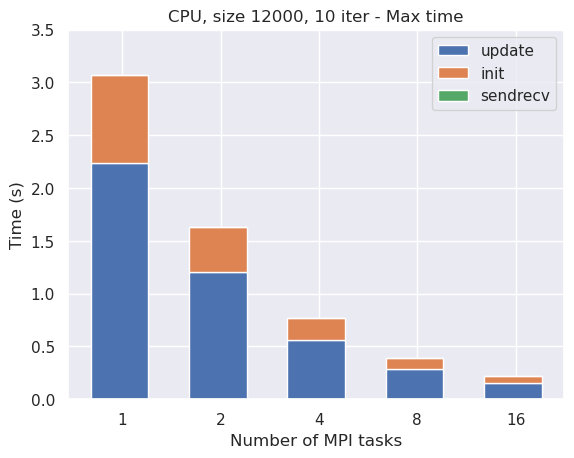 CPU, size 12000, 10 iter - Max time
update
init
sendrecv
Time (s)
3.5
3.0
2.5
2.0
1.5
1.0
0.5
0.0
1 2 4 8 16
Number of MPI tasks